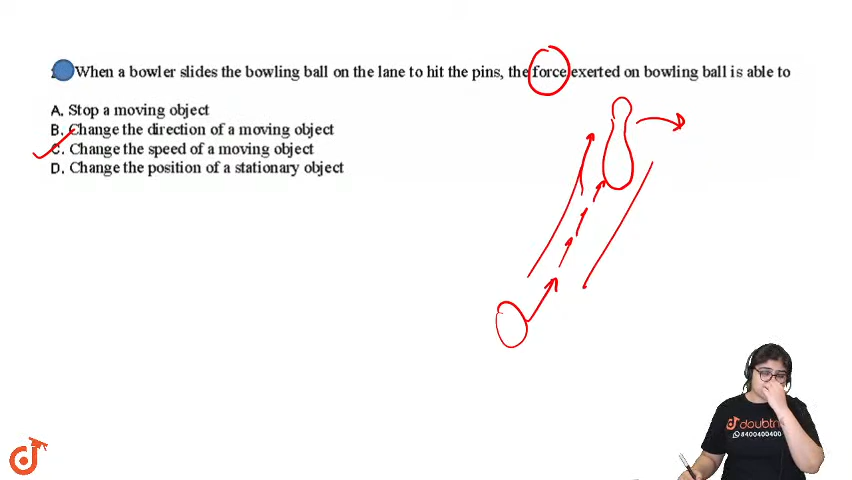 When a bowler slides the bowling ball on the lane to hit the pins, the force exerted on bowling ball is able to
A. Stop a moving object
B. Change the direction of a moving object
C. Change the speed of a moving object
D. Change the position of a stationary object
doubtnut
8400400400